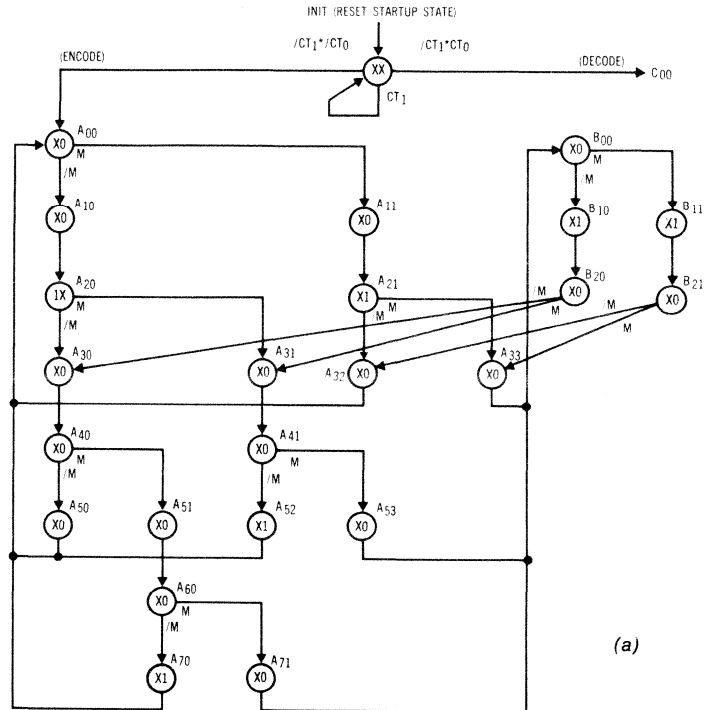 INIT (RESET STARTUP STATE)
/CT1*/CT0 /CT1*CT0
(ENCODE) (DECODE)
XX C00
CT1
A00 B00
X0 M X0 M
/M /M
A10 A11 B10 B11
X0 X0 X1 X1
A20 A21 B20 B21
1X M X1 M /M X0 /M X0
/M /M M M
A30 A31 A32 A33
X0 X0 X0 X0
A40 A41
X0 M X0 M
/M /M
A50 A51 A52 A53
X0 X0 X1 X0
A60
X0 M
/M
(a)
A70 A71
X1 X0